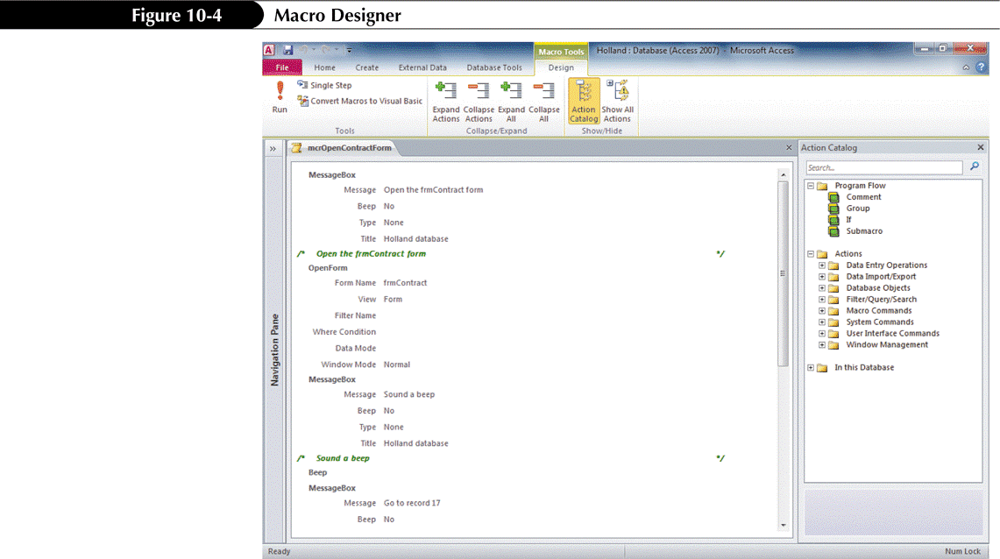 Figure 10-4 Macro Designer
A Macro Tools Holland : Database (Access 2007) - Microsoft Access
File Home Create External Data Database Tools Design ?
Run
Single Step
Convert Macros to Visual Basic
Expand Actions
Collapse Actions
Expand All
Collapse All
Action Catalog
Show All Actions
Tools Collapse/Expand Show/Hide
» mcrOpenContractForm × Action Catalog ×
Navigation Pane
MessageBox
Message Open the frmContract form
Beep No
Type None
Title Holland database
/* Open the frmContract form */
OpenForm
Form Name frmContract
View Form
Filter Name
Where Condition
Data Mode
Window Mode Normal
MessageBox
Message Sound a beep
Beep No
Type None
Title Holland database
/* Sound a beep */
Beep
MessageBox
Message Go to record 17
Beep No
Search...
Program Flow
Comment
Group
If
Submacro
Actions
Data Entry Operations
Data Import/Export
Database Objects
Filter/Query/Search
Macro Commands
System Commands
User Interface Commands
Window Management
In this Database
Ready Num Lock